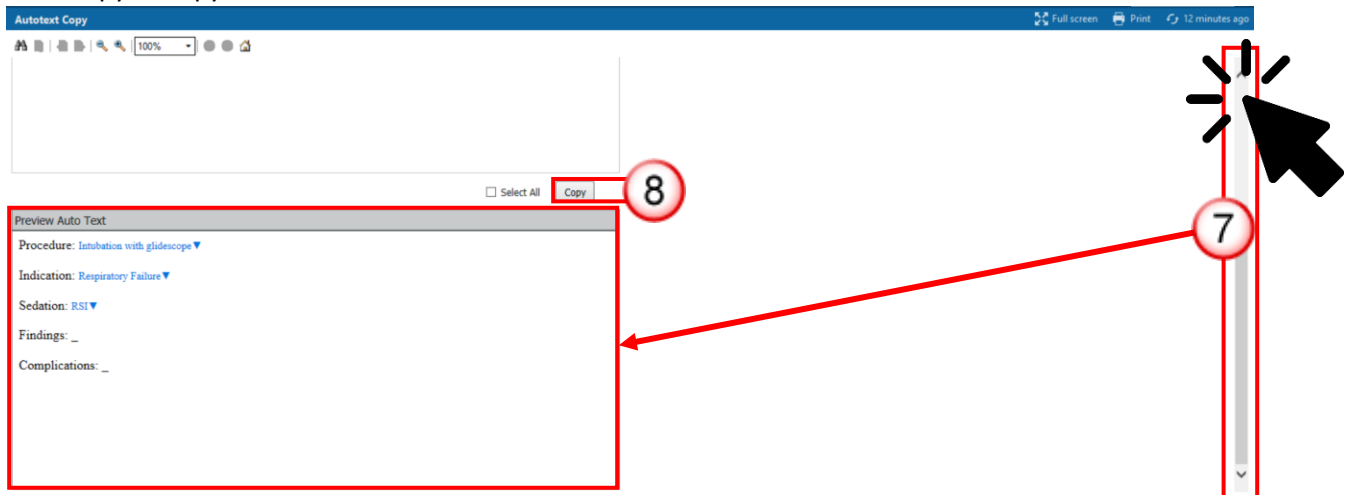 Autotext Copy Full screen Print 12 minutes ago
100%
Select All Copy 8
Preview Auto Text
7
Procedure: Intubation with glidescope▼
Indication: Respiratory Failure▼
Sedation: RSI▼
Findings: _
Complications: _